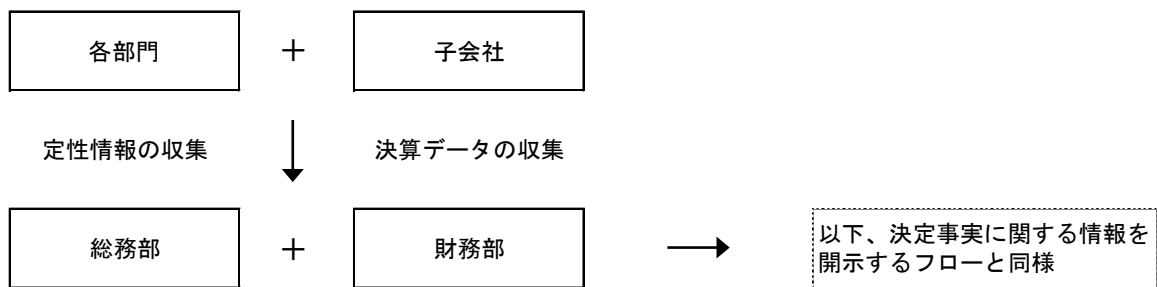 各部門
＋
子会社
定性情報の収集
決算データの収集
総務部
＋
財務部
以下、決定事実に関する情報を
開示するフローと同様